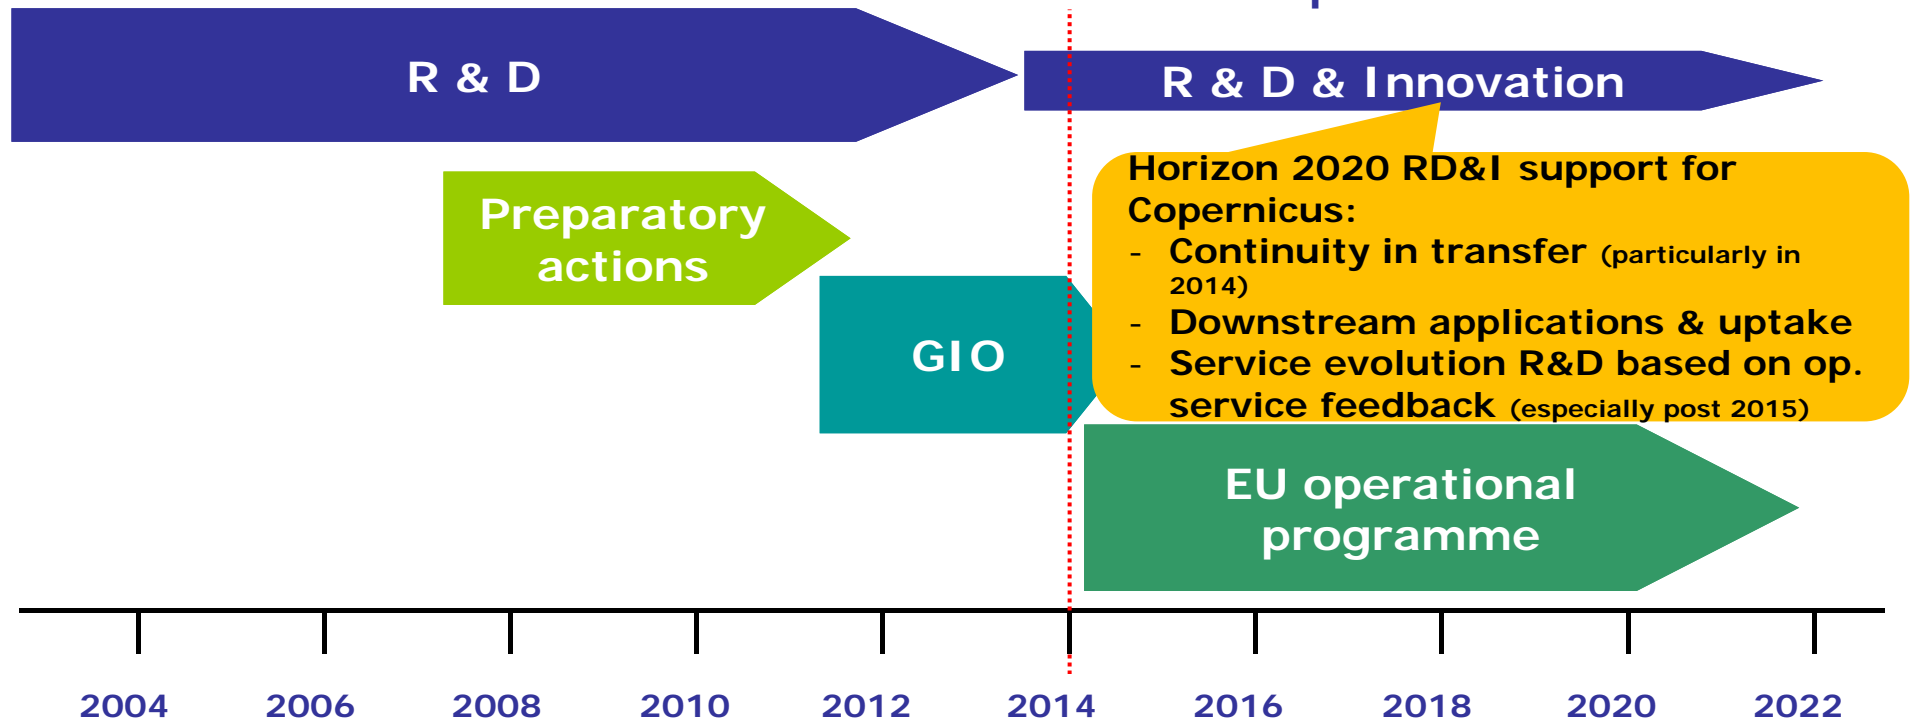 R & D
R & D & Innovation
Preparatory
actions
Horizon 2020 RD&I support for
Copernicus:
- Continuity in transfer (particularly in
2014)
- Downstream applications & uptake
- Service evolution R&D based on op.
service feedback (especially post 2015)
GIO
EU operational
programme
2004 2006 2008 2010 2012 2014 2016 2018 2020 2022